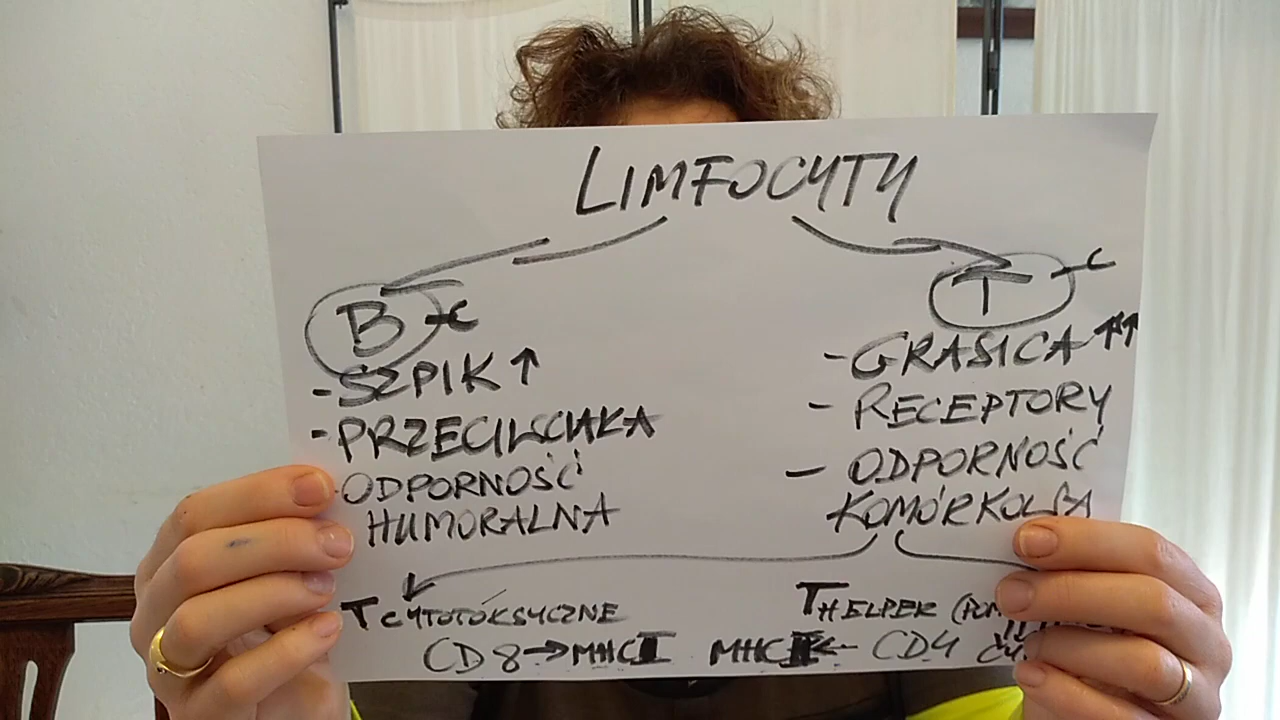 LIMFOCYTY
B-c
T-c
-SZPIK ↑
-PRZECIWCIAŁA
-ODPORNOŚĆ
HUMORALNA
-GRASICA ↑↑
- RECEPTORY
- ODPORNOŚĆ
KOMÓRKOWA
T CYTOTOKSYCZNE
CD8→MHC I
T HELPER
MHC II ← CD4